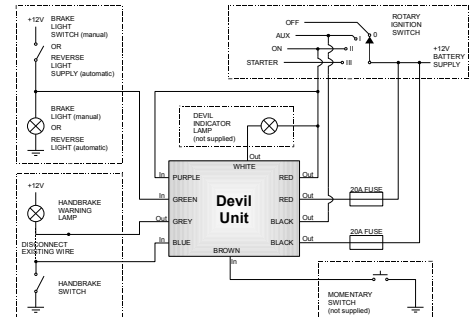 +12V
BRAKE
LIGHT
SWITCH (manual)
OR
REVERSE
LIGHT
SUPPLY (automatic)
BRAKE
LIGHT (manual)
OR
REVERSE
LIGHT (automatic)
+12V
HANDBRAKE
WARNING
LAMP
DISCONNECT
EXISTING WIRE
HANDBRAKE
SWITCH
DEVIL
INDICATOR
LAMP
(not supplied)
OFF
AUX
ON
STARTER
0
I
II
III
ROTARY
IGNITION
SWITCH
+12V
BATTERY
SUPPLY
Out
WHITE
In
PURPLE
In
GREEN
Out
GREY
In
BLUE
Devil
Unit
RED
Out
RED
Out
BLACK
Out
BLACK
Out
BROWN
In
20A FUSE
20A FUSE
MOMENTARY
SWITCH
(not supplied)